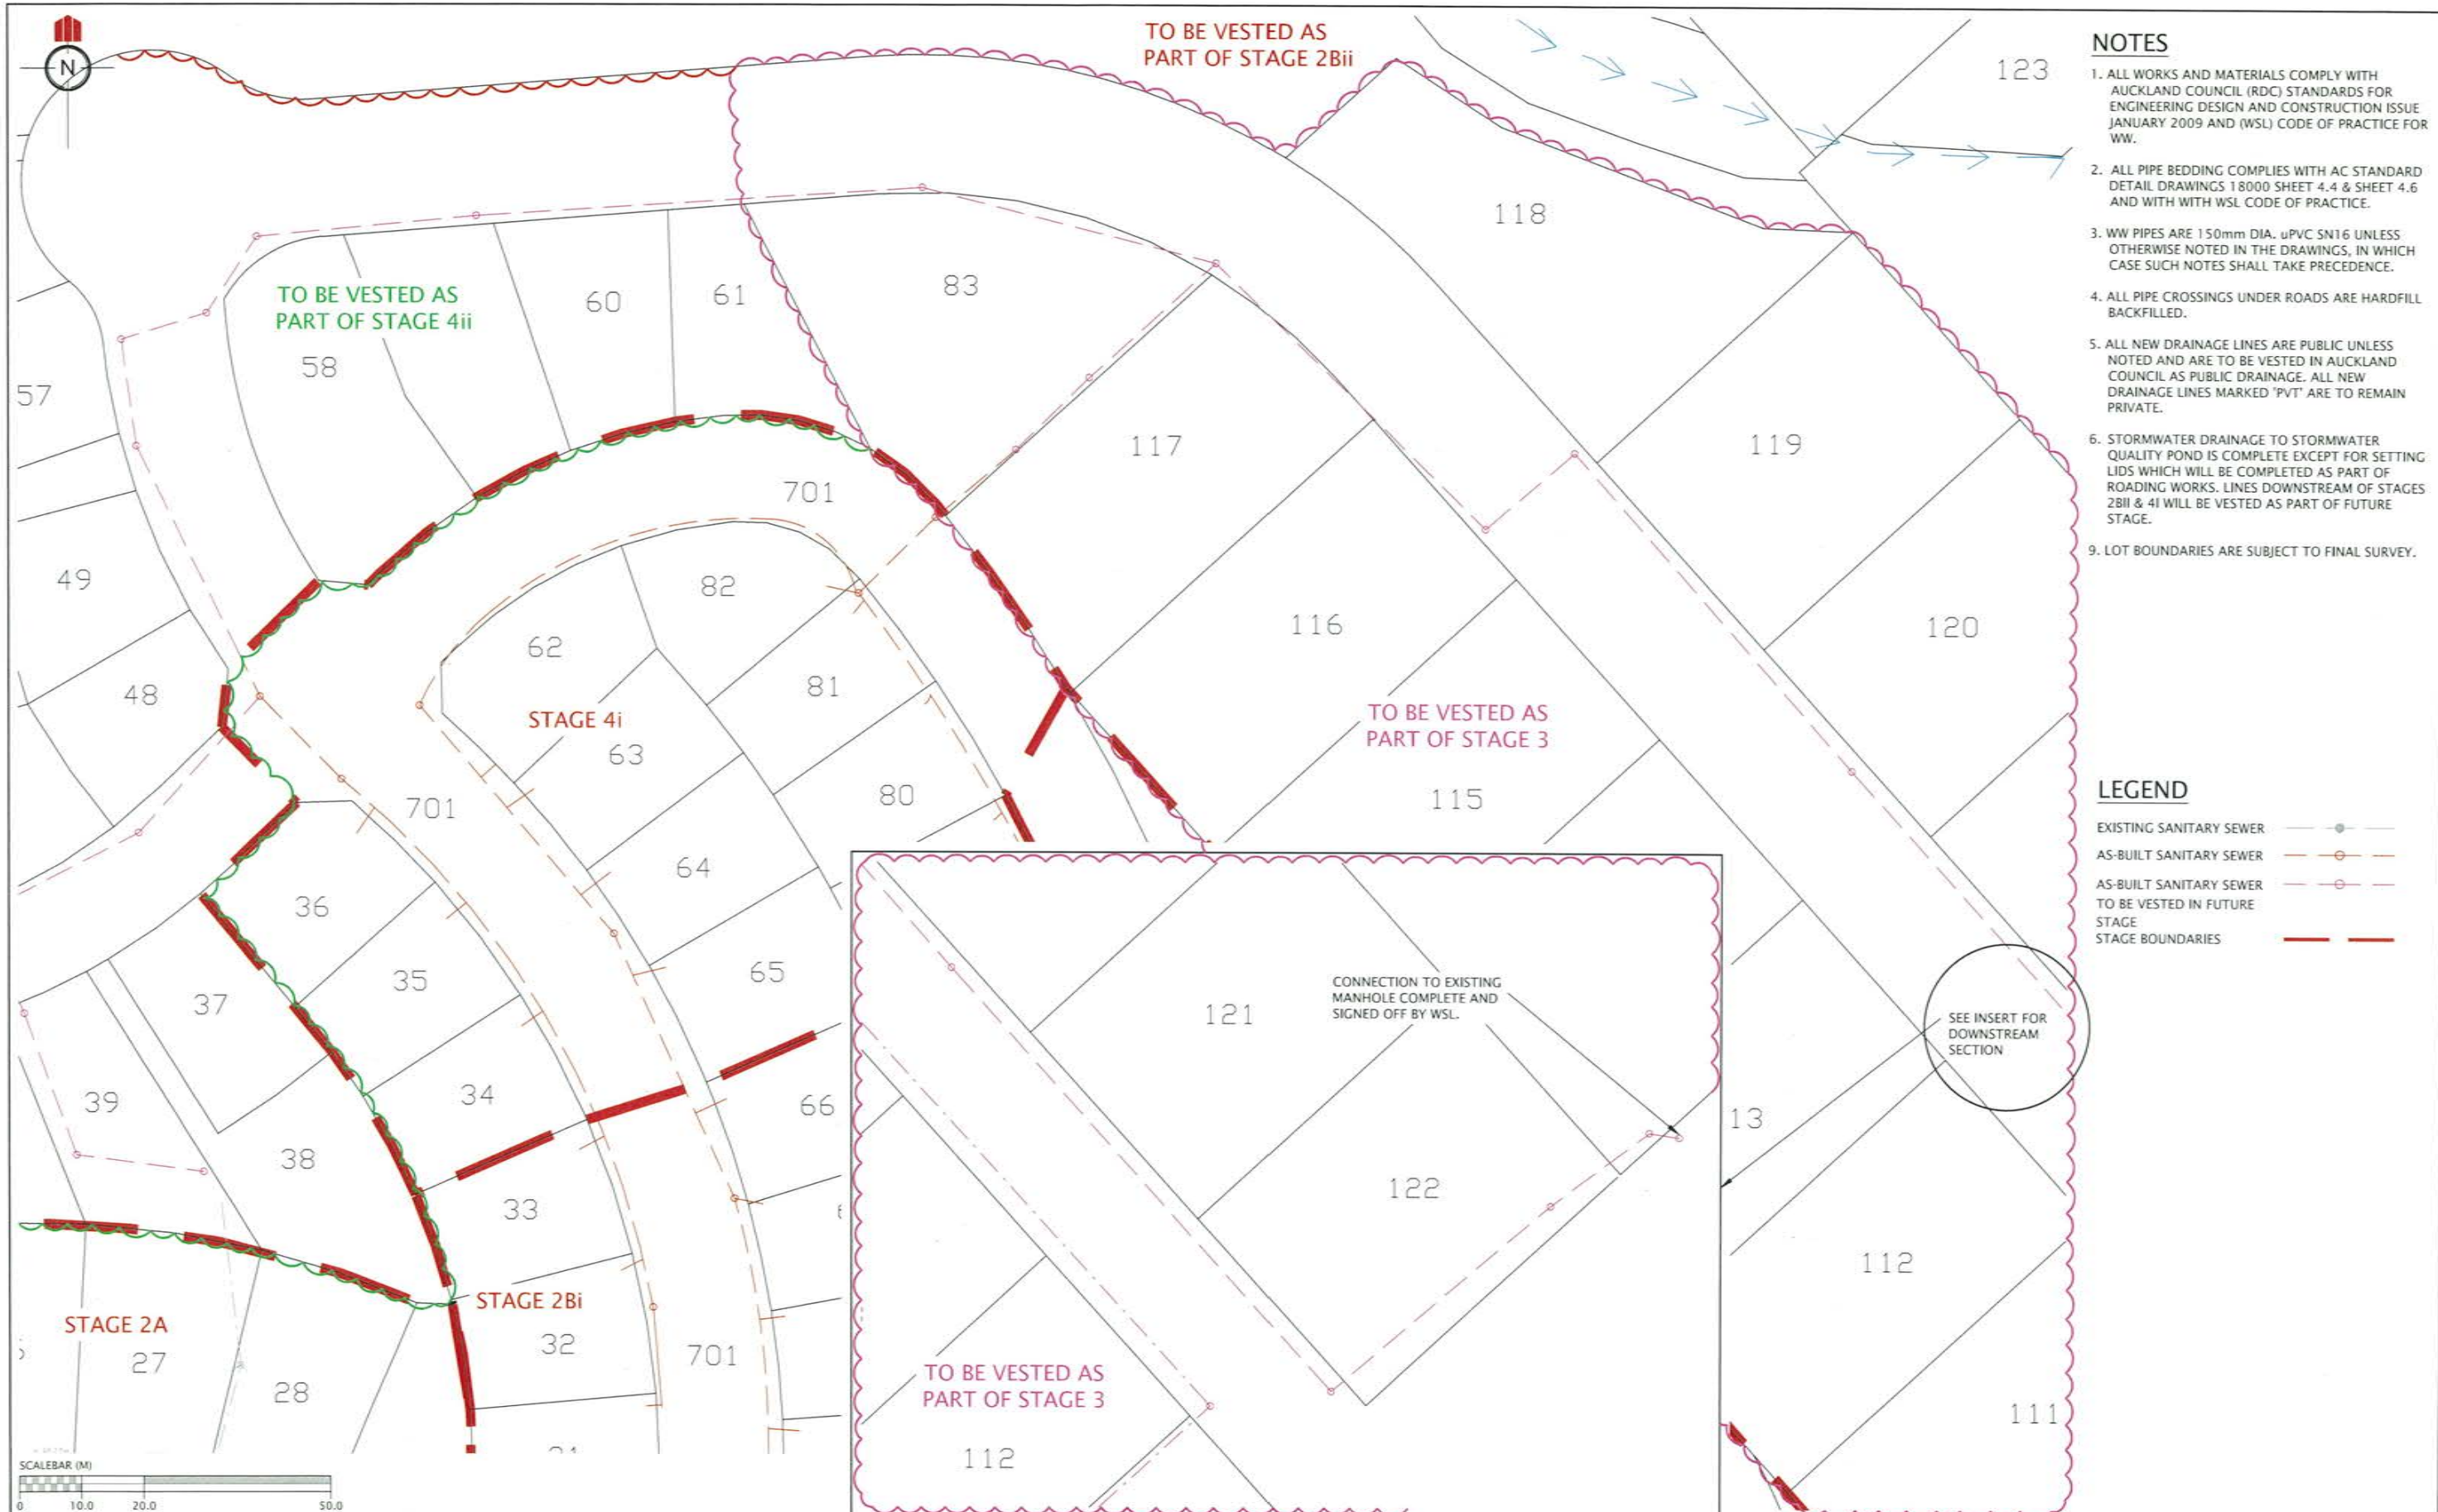 N
TO BE VESTED AS
PART OF STAGE 2Bii
123
118
83
61
60
TO BE VESTED AS
PART OF STAGE 4ii
58
57
117
119
701
49
82
116
120
62
48
81
STAGE 4i
TO BE VESTED AS
PART OF STAGE 3
63
80
115
701
64
36
65
35
37
34
39
66
38
33
STAGE 2Bi
STAGE 2A
32
27
701
28
121
CONNECTION TO EXISTING
MANHOLE COMPLETE AND
SIGNED OFF BY WSL.
122
TO BE VESTED AS
PART OF STAGE 3
112
SEE INSERT FOR
DOWNSTREAM
SECTION
13
112
111
SCALEBAR (M)
0 10.0 20.0 50.0
NOTES
1. ALL WORKS AND MATERIALS COMPLY WITH
AUCKLAND COUNCIL (RDC) STANDARDS FOR
ENGINEERING DESIGN AND CONSTRUCTION ISSUE
JANUARY 2009 AND (WSL) CODE OF PRACTICE FOR
WW.
2. ALL PIPE BEDDING COMPLIES WITH AC STANDARD
DETAIL DRAWINGS 18000 SHEET 4.4 & SHEET 4.6
AND WITH WITH WSL CODE OF PRACTICE.
3. WW PIPES ARE 150mm DIA. uPVC SN16 UNLESS
OTHERWISE NOTED IN THE DRAWINGS, IN WHICH
CASE SUCH NOTES SHALL TAKE PRECEDENCE.
4. ALL PIPE CROSSINGS UNDER ROADS ARE HARDFILL
BACKFILLED.
5. ALL NEW DRAINAGE LINES ARE PUBLIC UNLESS
NOTED AND ARE TO BE VESTED IN AUCKLAND
COUNCIL AS PUBLIC DRAINAGE. ALL NEW
DRAINAGE LINES MARKED 'PVT' ARE TO REMAIN
PRIVATE.
6. STORMWATER DRAINAGE TO STORMWATER
QUALITY POND IS COMPLETE EXCEPT FOR SETTING
LIDS WHICH WILL BE COMPLETED AS PART OF
ROADING WORKS. LINES DOWNSTREAM OF STAGES
2BII & 4I WILL BE VESTED AS PART OF FUTURE
STAGE.
9. LOT BOUNDARIES ARE SUBJECT TO FINAL SURVEY.
LEGEND
EXISTING SANITARY SEWER
AS-BUILT SANITARY SEWER
AS-BUILT SANITARY SEWER
TO BE VESTED IN FUTURE
STAGE
STAGE BOUNDARIES